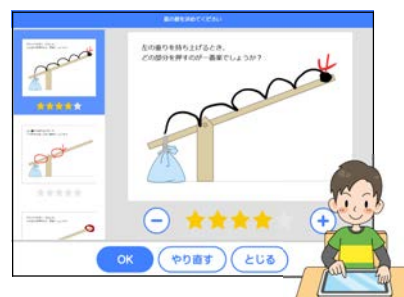 星の数を決めてください
左の重りを持ち上げるとき、
どの部分を押すのが一番楽でしょうか？
OK
やり直す
とじる